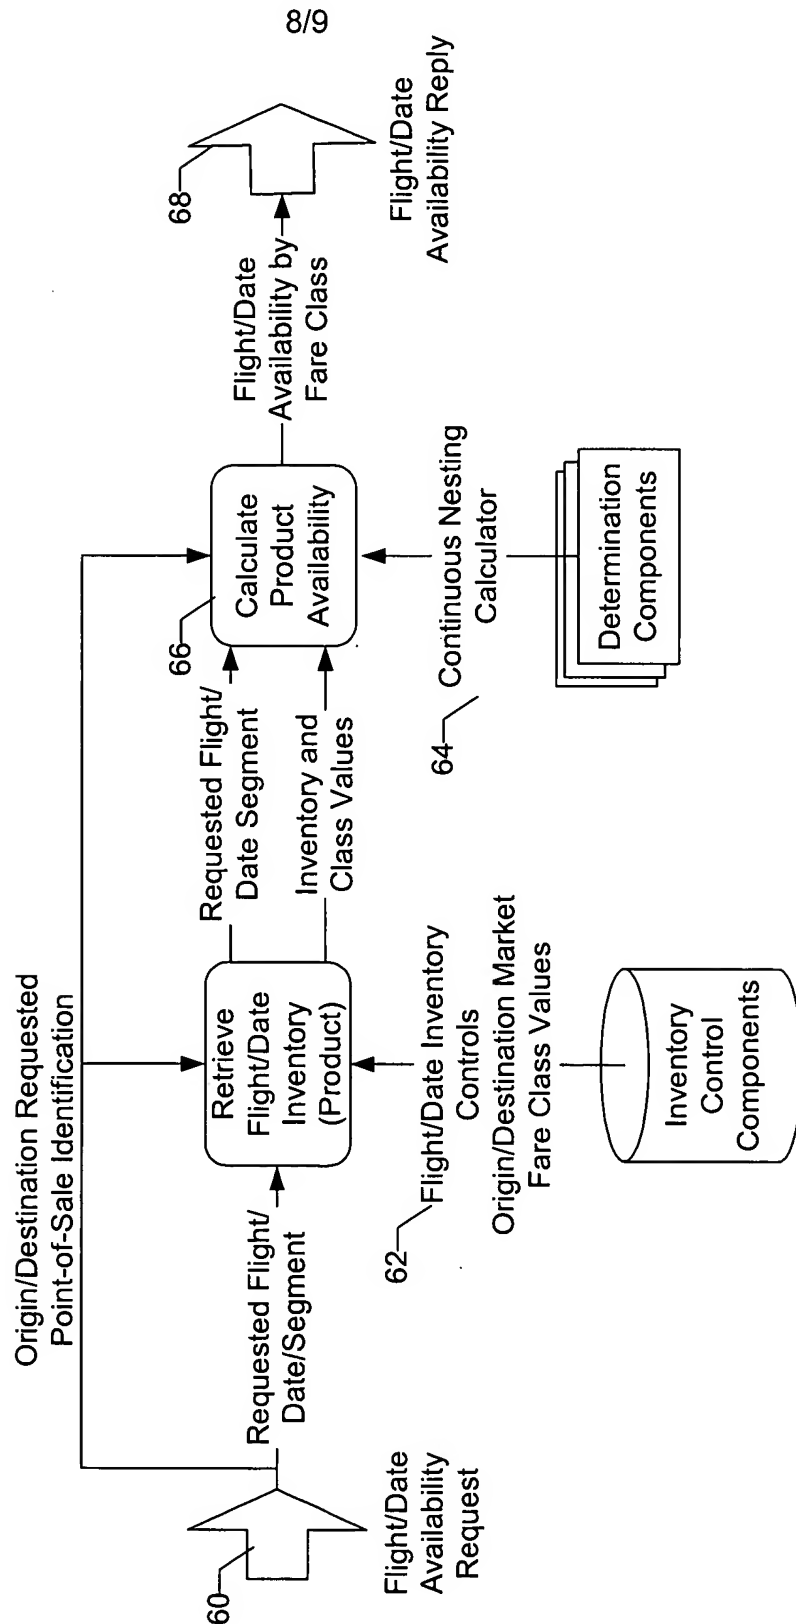 8/9
Origin/Destination Requested
Point-of-Sale Identification
60
Flight/Date
Availability
Request
Requested Flight/
Date/Segment
Retrieve
Flight/Date
Inventory
(Product)
62
Flight/Date Inventory
Controls
Origin/Destination Market
Fare Class Values
Inventory
Control
Components
Requested Flight/
Date Segment
Inventory and
Class Values
66
Calculate
Product
Availability
64
Continuous Nesting
Calculator
Determination
Components
Flight/Date
Availability by
Fare Class
68
Flight/Date
Availability Reply